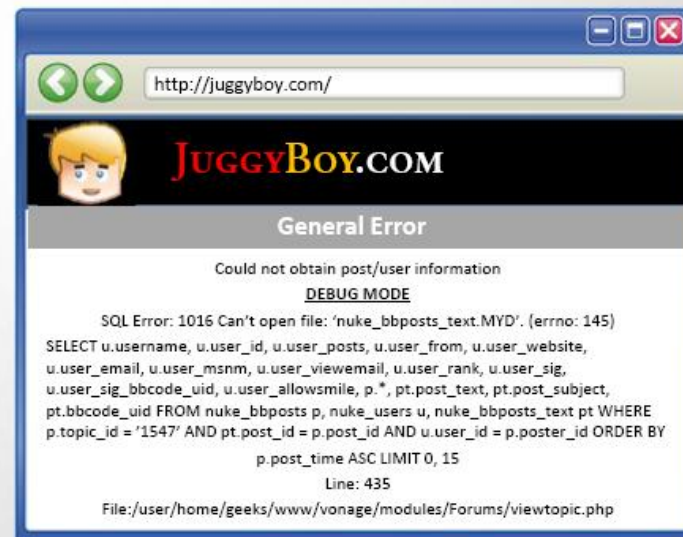 http://juggyboy.com/
JUGGYBOY.COM
General Error
Could not obtain post/user information
DEBUG MODE
SQL Error: 1016 Can't open file: ‘nuke_bbposts_text.MYD’. (errno: 145)
SELECT u.username, u.user_id, u.user_posts, u.user_from, u.user_website,
u.user_email, u.user_msnm, u.user_viewemail, u.user_rank, u.user_sig,
u.user_sig_bbcode_uid, u.user_allowsmile, p.*, pt.post_text, pt.post_subject,
pt.bbcode_uid FROM nuke_bbposts p, nuke_users u, nuke_bbposts_text pt WHERE
p.topic_id = ‘1547’ AND pt.post_id = p.post_id AND u.user_id = p.poster_id ORDER BY
p.post_time ASC LIMIT 0, 15
Line: 435
File:/user/home/geeks/www/vonage/modules/Forums/viewtopic.php